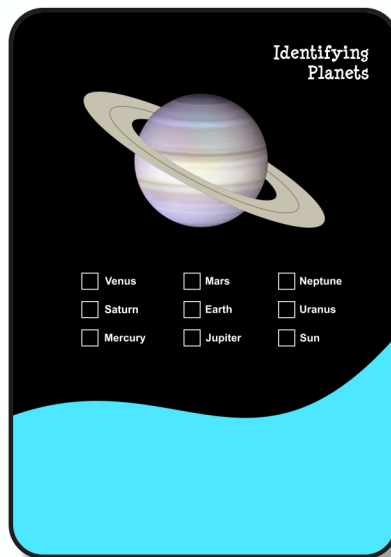 Identifying
Planets
Venus
Mars
Neptune
Saturn
Earth
Uranus
Mercury
Jupiter
Sun